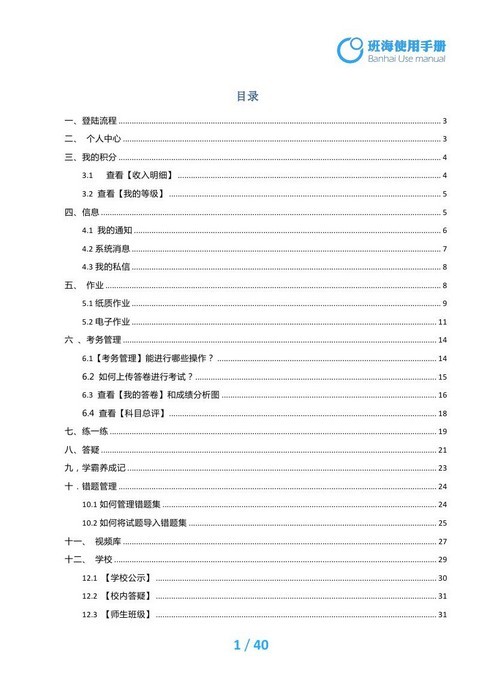 班海使用手册
Banhai Use manual
目录
一、登陆流程 3
二、 个人中心 3
三、我的积分 4
3.1 查看【收入明细】 4
3.2 查看【我的等级】 5
四、信息 5
4.1 我的通知 6
4.2系统消息 7
4.3我的私信 8
五、 作业 8
5.1纸质作业 9
5.2电子作业 11
六 、考务管理 14
6.1【考务管理】能进行哪些操作？ 14
6.2 如何上传答卷进行考试？ 15
6.3 查看【我的答卷】和成绩分析图 16
6.4 查看【科目总评】 18
七、练一练 19
八、答疑 21
九，学霸养成记 23
十．错题管理 24
10.1如何管理错题集 24
10.2如何将试题导入错题集 25
十一、 视频库 27
十二、 学校 29
12.1 【学校公示】 30
12.2 【校内答疑】 31
12.3 【师生班级】 31
1 / 40